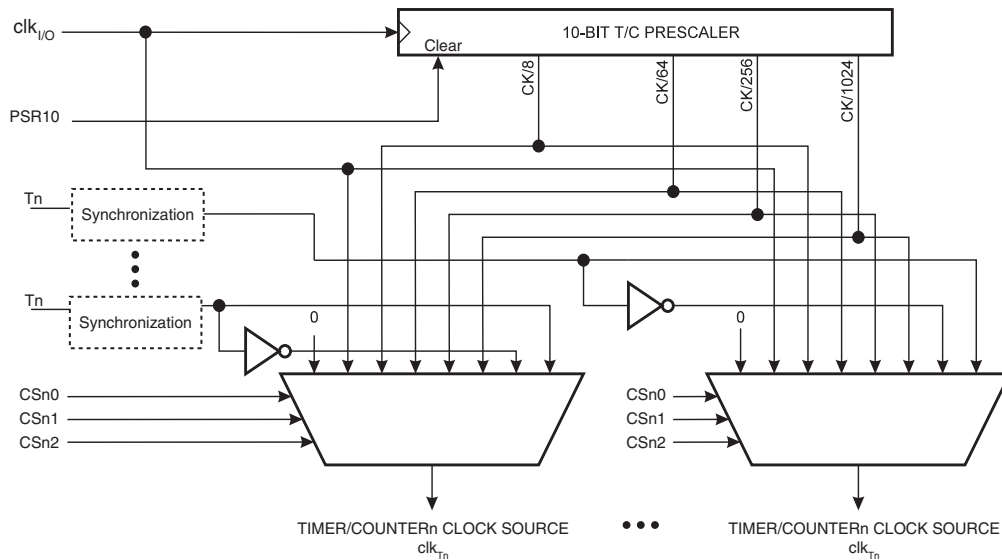 clkI/O
10-BIT T/C PRESCALER
Clear
CK/8
CK/64
CK/256
CK/1024
PSR10
Tn
Synchronization
Tn
Synchronization
0
0
CSn0
CSn1
CSn2
CSn0
CSn1
CSn2
TIMER/COUNTERn CLOCK SOURCE
clkTn
TIMER/COUNTERn CLOCK SOURCE
clkTn